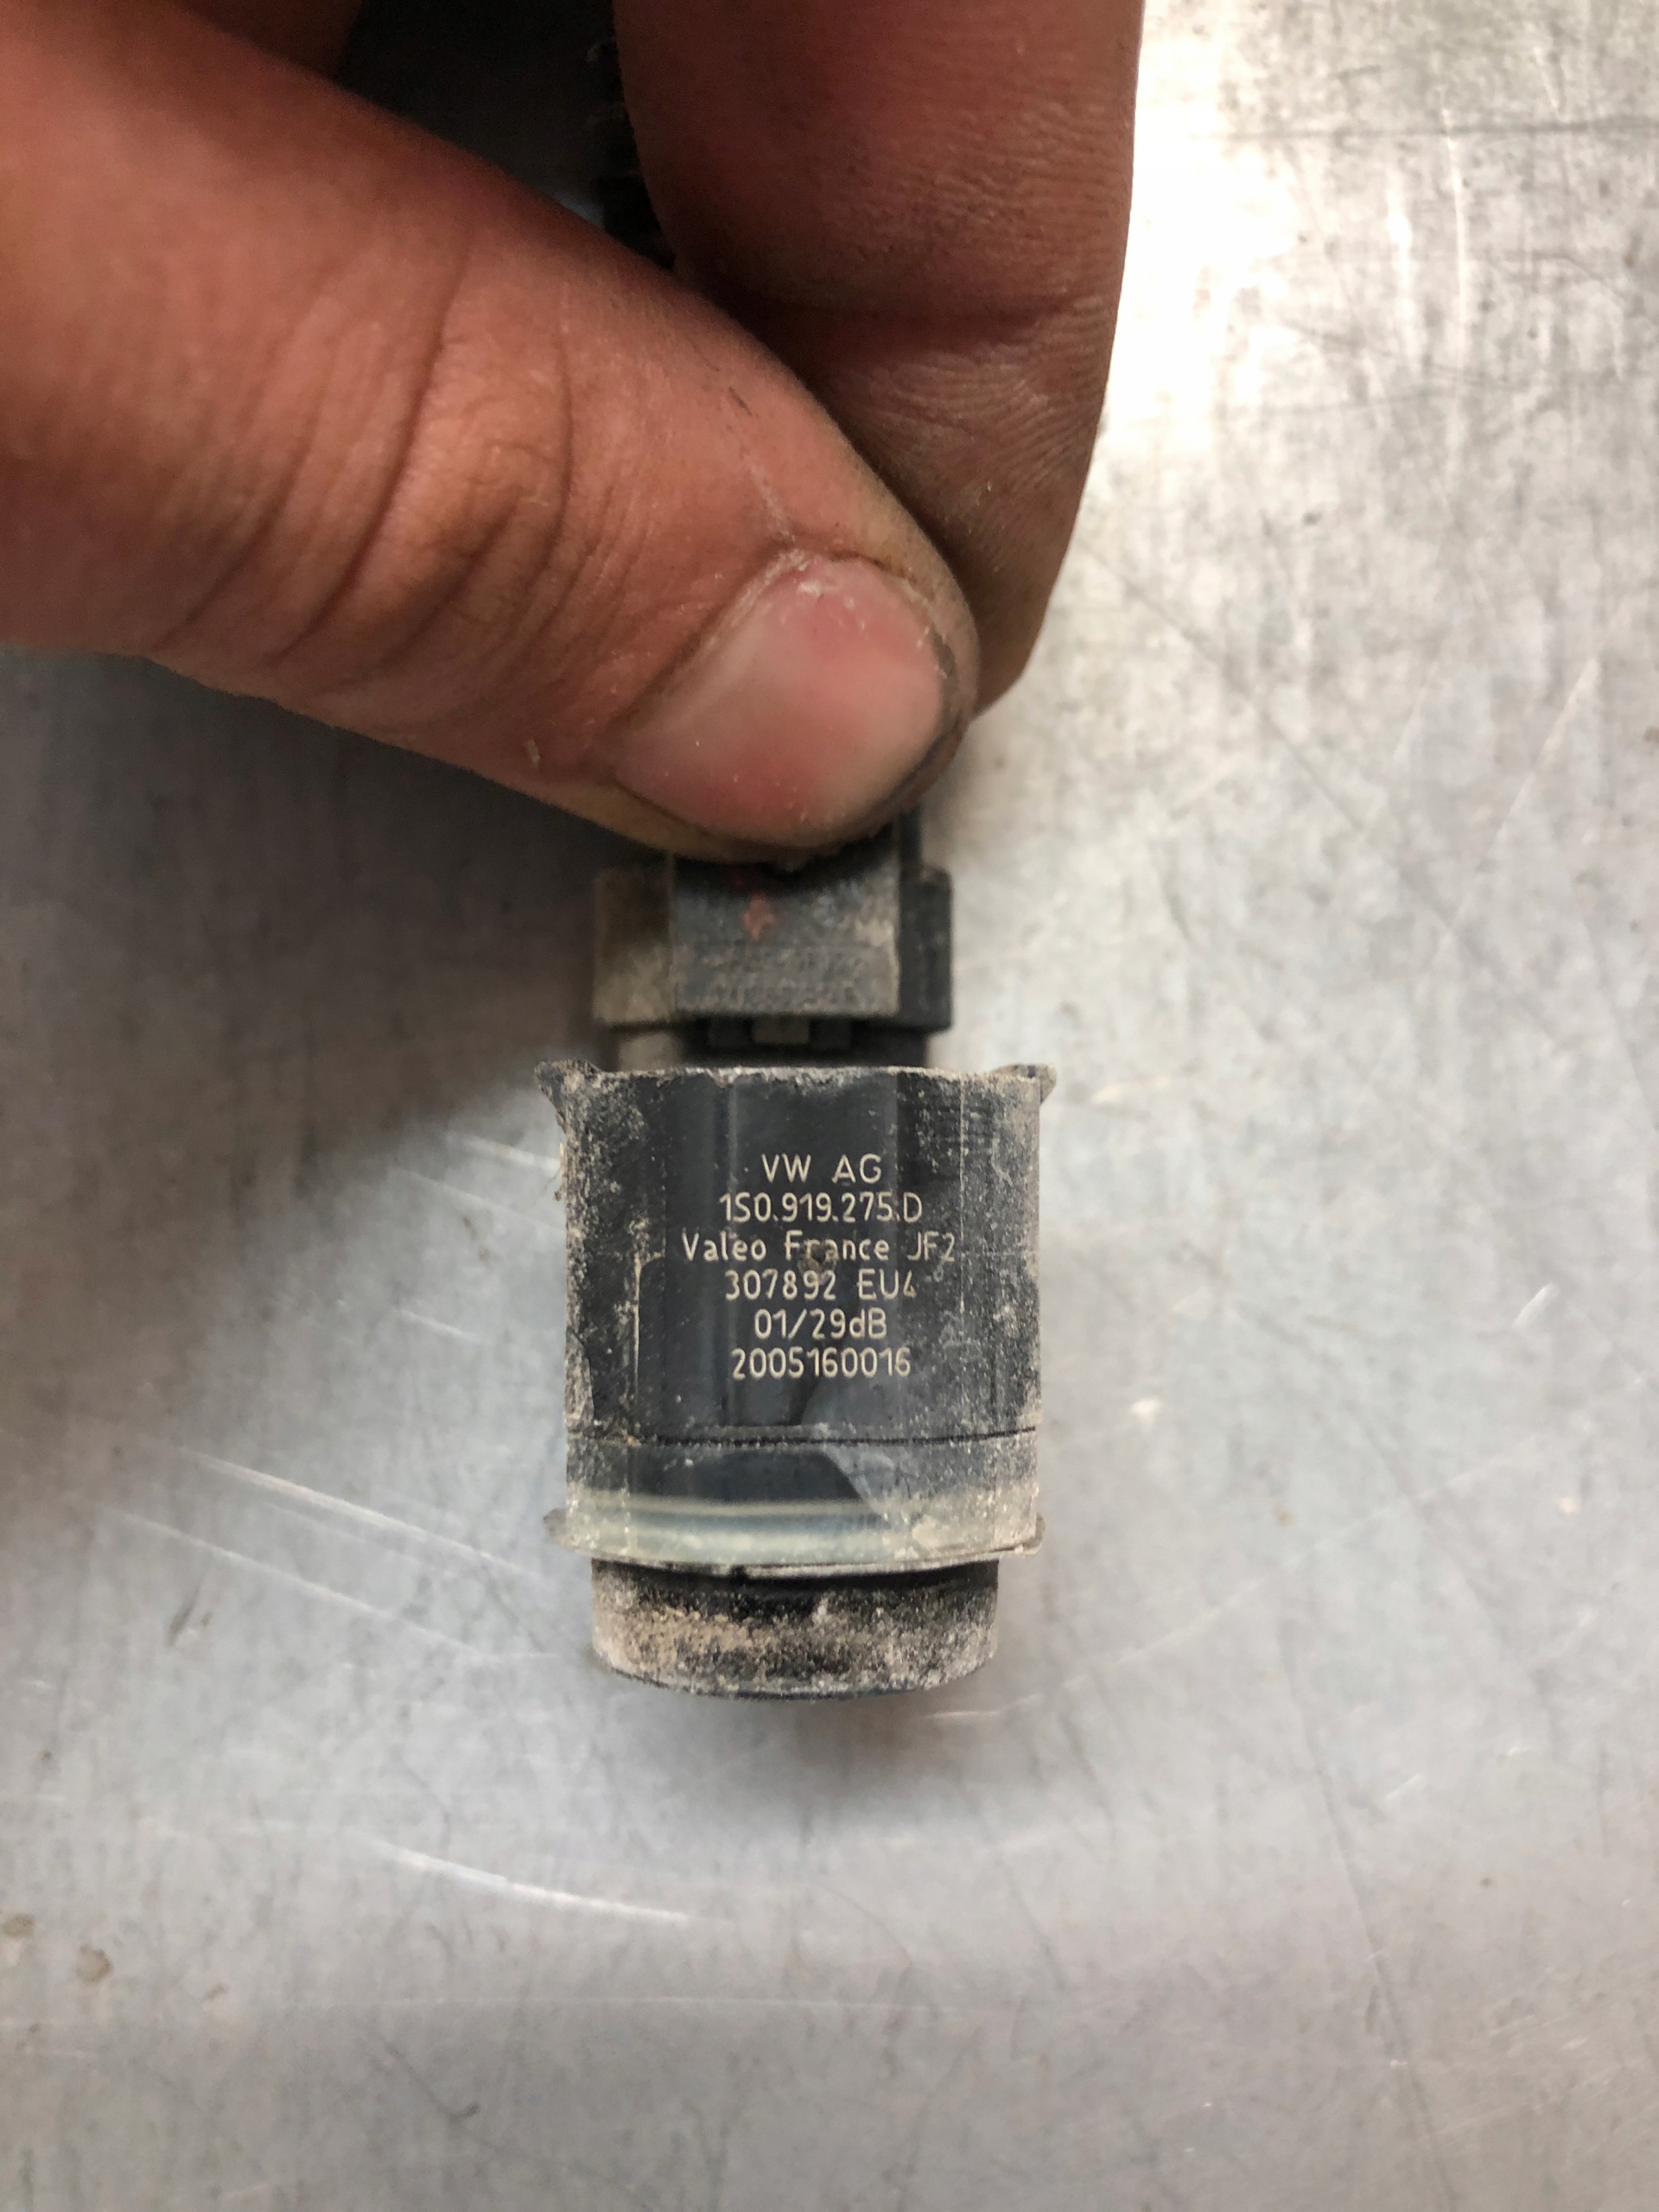 VW AG
1S0.919.275.D
Valeo France JF2
307892 EU4
01/29dB
2005160016